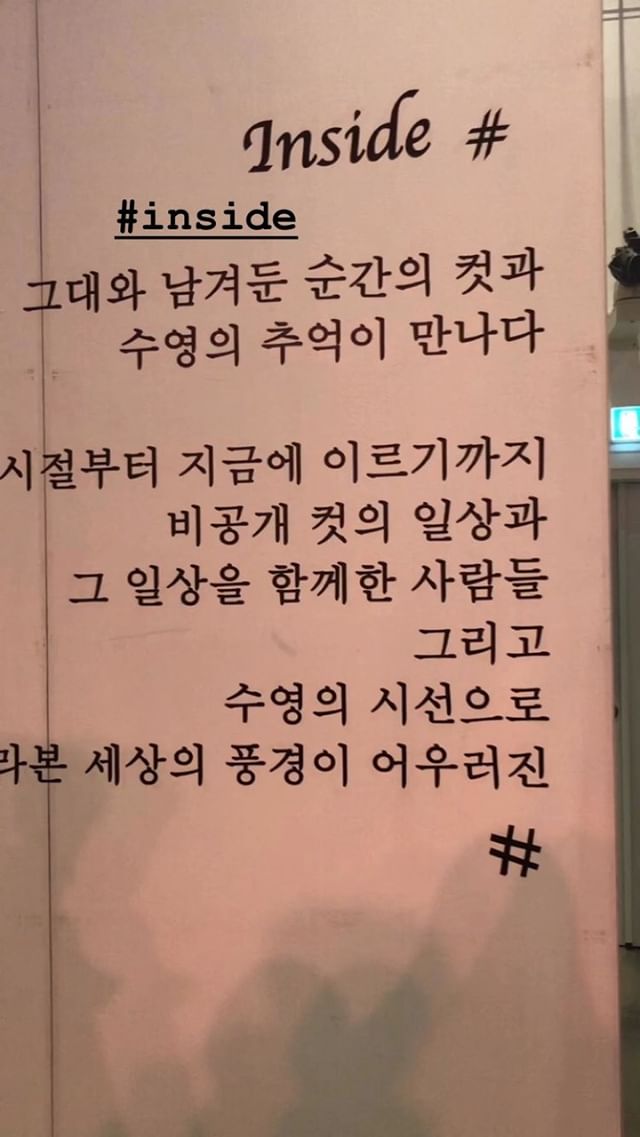 Inside #
#inside
그대와 남겨둔 순간의 컷과
수영의 추억이 만나다
시절부터 지금에 이르기까지
비공개 컷의 일상과
그 일상을 함께한 사람들
그리고
수영의 시선으로
라본 세상의 풍경이 어우러진
#